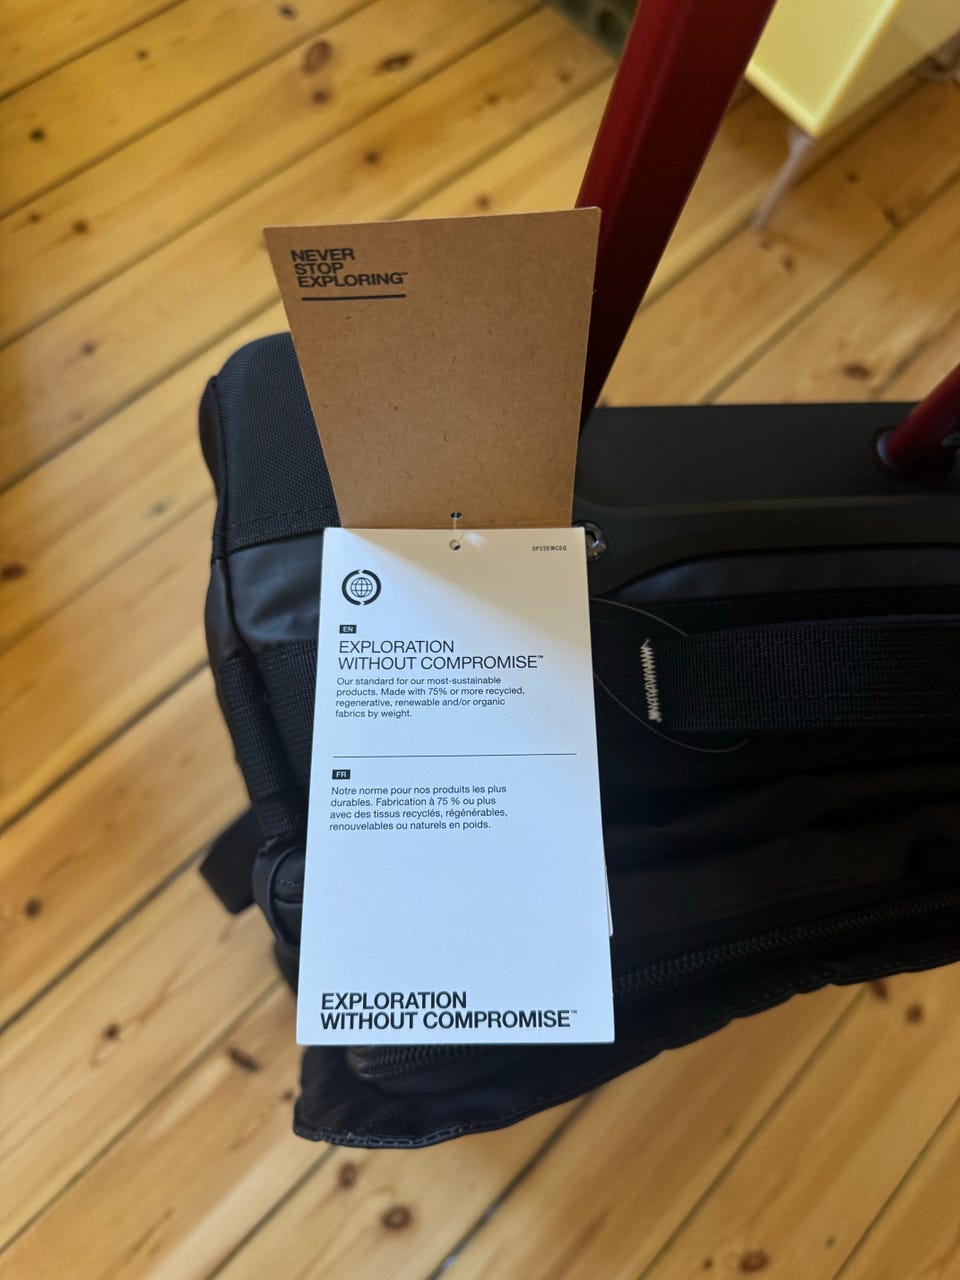 NEVER
STOP
EXPLORING™
SP22EWCEQ
EN
EXPLORATION
WITHOUT COMPROMISE™
Our standard for our most-sustainable
products. Made with 75% or more recycled,
regenerative, renewable and/or organic
fabrics by weight.
FR
Notre norme pour nos produits les plus
durables. Fabrication à 75 % ou plus
avec des tissus recyclés, régénérables,
renouvelables ou naturels en poids.
EXPLORATION
WITHOUT COMPROMISE™